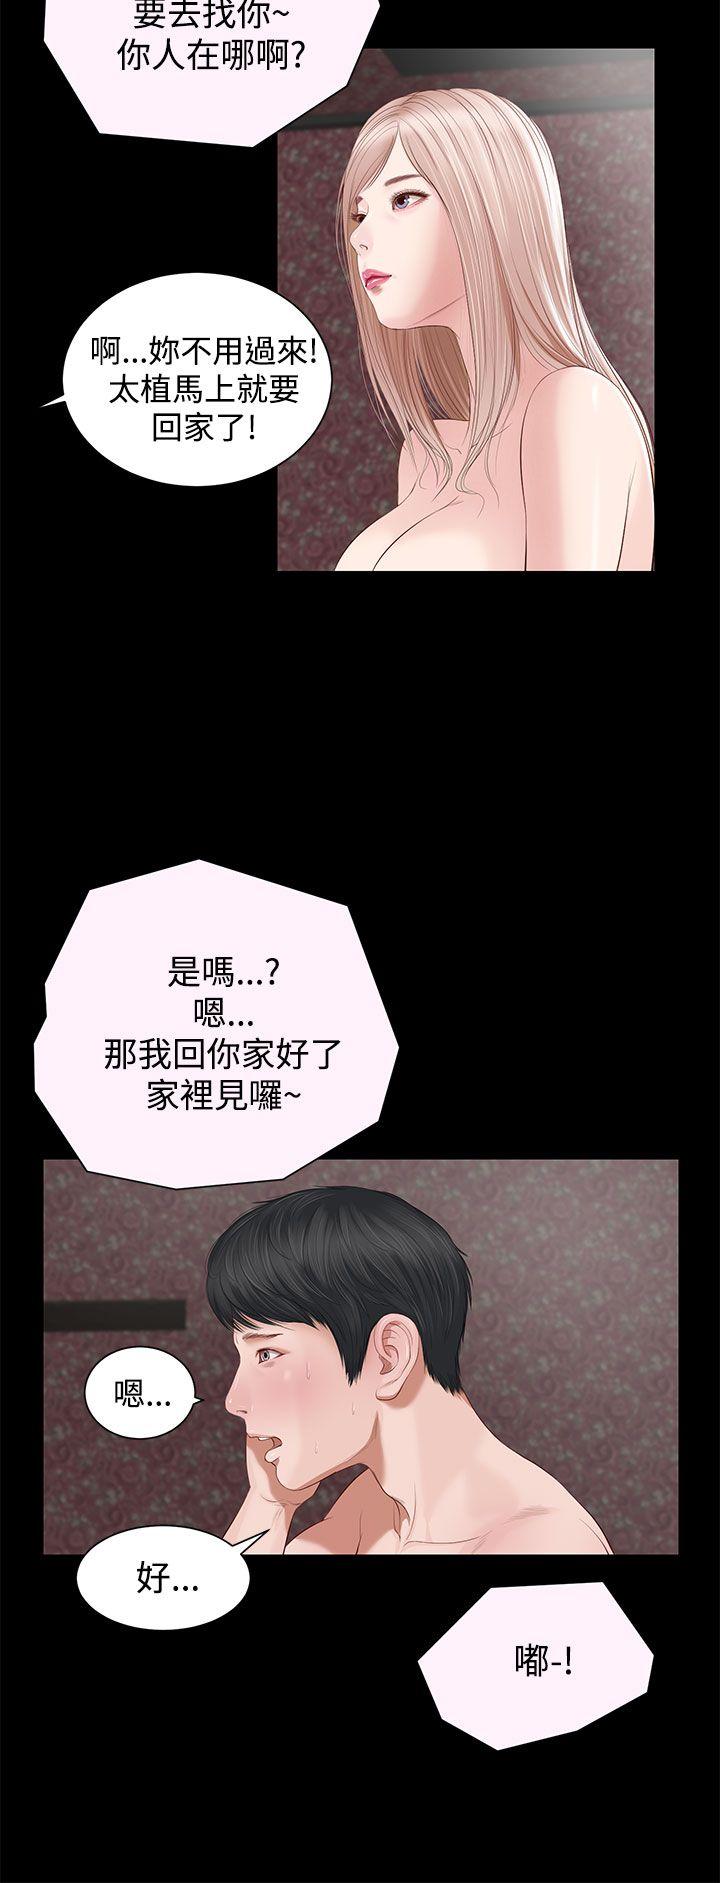 要去找你~
你人在哪啊?
啊...妳不用過來!
太植馬上就要
回家了!
是嗎...?
嗯...
那我回你家好了
家裡見囉~
嗯...
好...
嘟-!